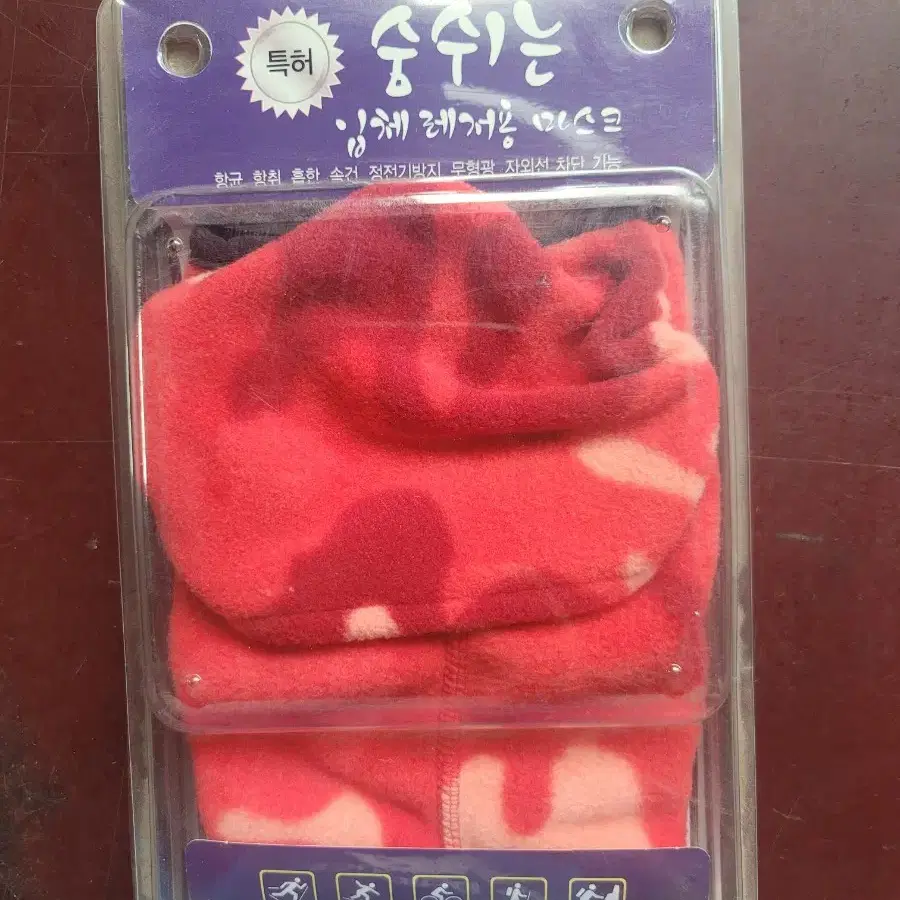 특허
숨쉬는
입체 레저용 마스크
항균 항취 흡한 속건 정전기방지 무형광 자외선 차단 기능